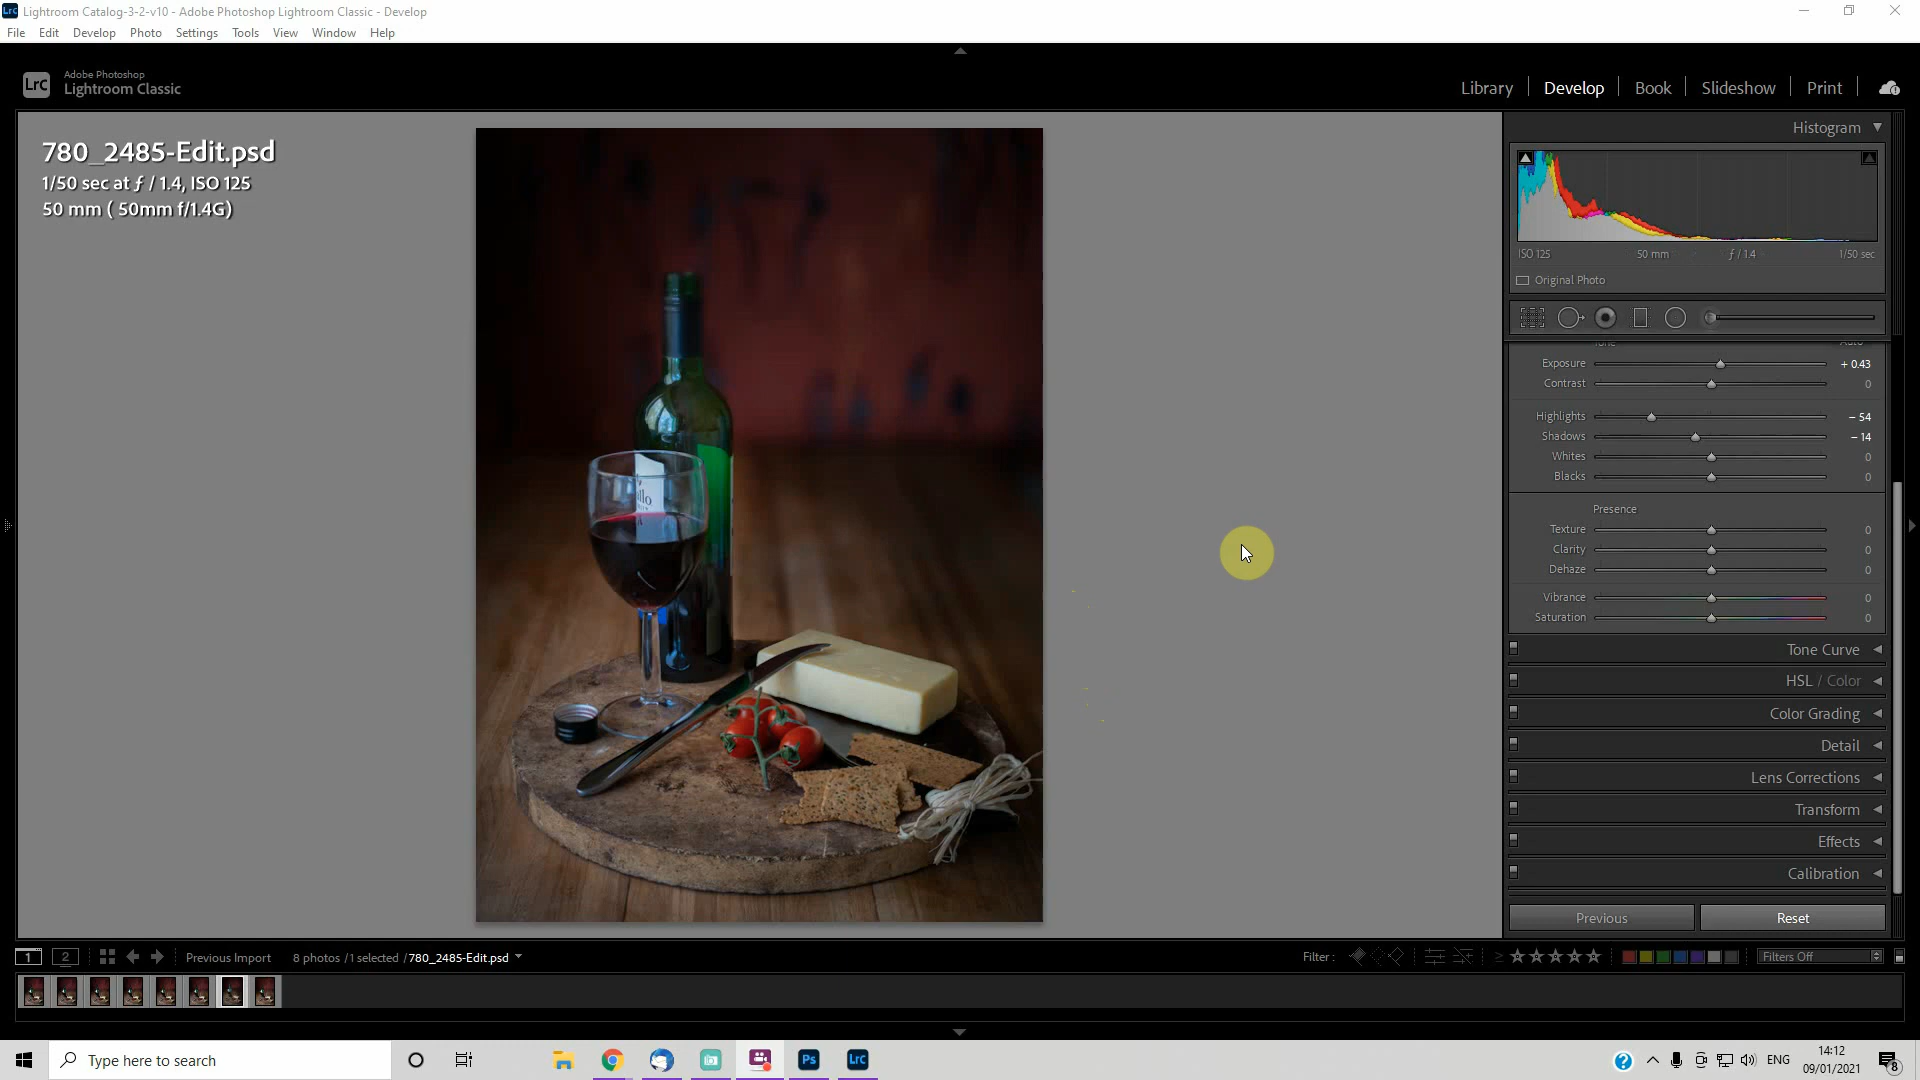 Lightroom Catalog-3-2-v10 - Adobe Photoshop Lightroom Classic - Develop
File Edit Develop Photo Settings Tools View Window Help
LrC
Adobe Photoshop
Lightroom Classic
Library Develop Book Slideshow Print
780_2485-Edit.psd
1/50 sec at ƒ / 1.4, ISO 125
50 mm ( 50mm f/1.4G)
Histogram
ISO 125 50 mm ƒ / 1.4 1/50 sec
Original Photo
Tone Auto
Exposure + 0.43
Contrast 0
Highlights – 54
Shadows – 14
Whites 0
Blacks 0
Presence
Texture 0
Clarity 0
Dehaze 0
Vibrance 0
Saturation 0
Tone Curve
HSL / Color
Color Grading
Detail
Lens Corrections
Transform
Effects
Calibration
Previous Reset
1 2 Previous Import 8 photos /1 selected /780_2485-Edit.psd Filter : ≥ Filters Off
Type here to search
Ps LrC
ENG
14:12
09/01/2021
8